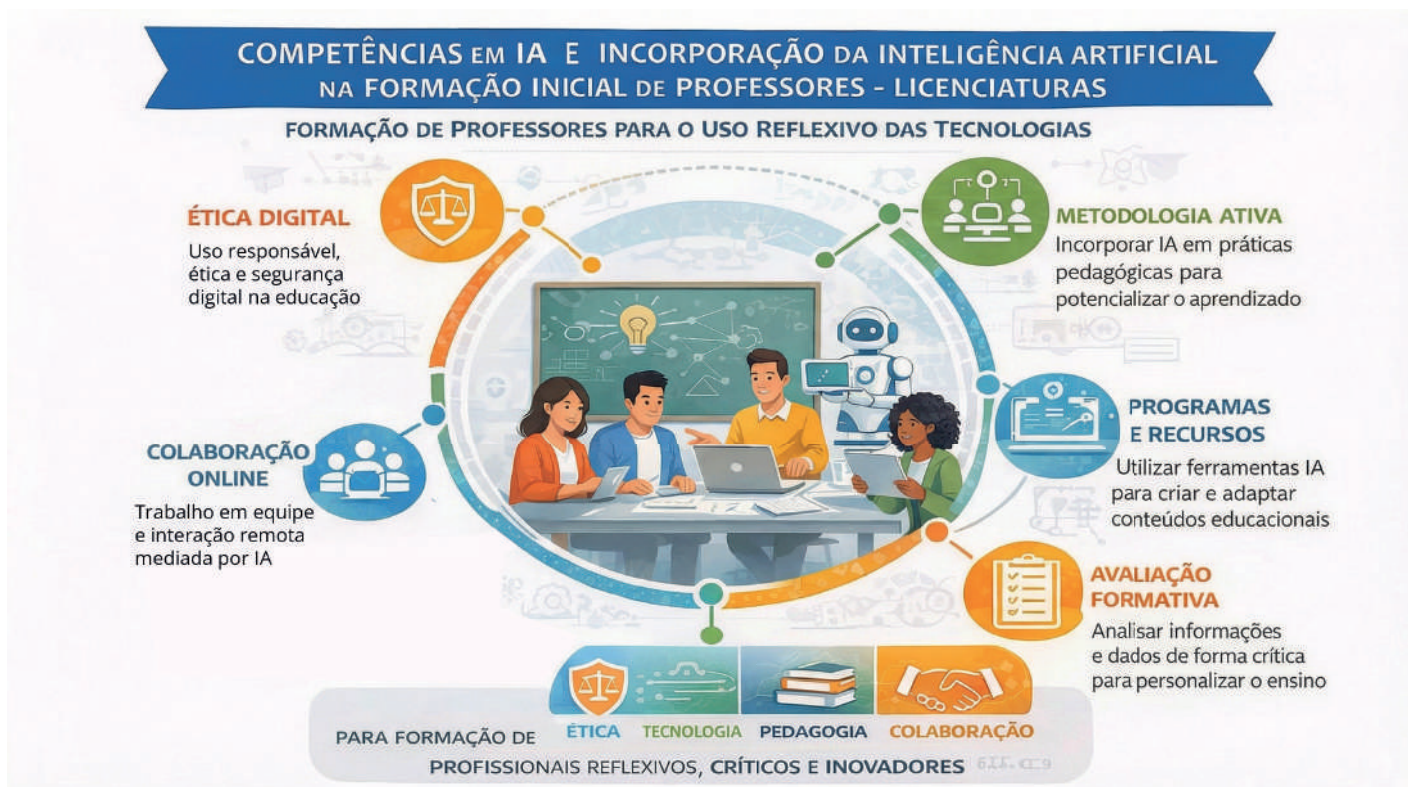 COMPETÊNCIAS EM IA E INCORPORAÇÃO DA INTELIGÊNCIA ARTIFICIAL
NA FORMAÇÃO INICIAL DE PROFESSORES - LICENCIATURAS
FORMAÇÃO DE PROFESSORES PARA O USO REFLEXIVO DAS TECNOLOGIAS
ÉTICA DIGITAL
Uso responsável,
ética e segurança
digital na educação
METODOLOGIA ATIVA
Incorporar IA em práticas
pedagógicas para
potencializar o aprendizado
COLABORAÇÃO
ONLINE
Trabalho em equipe
e interação remota
mediada por IA
PROGRAMAS
E RECURSOS
Utilizar ferramentas IA
para criar e adaptar
conteúdos educacionais
AVALIAÇÃO
FORMATIVA
Analisar informações
e dados de forma crítica
para personalizar o ensino
PARA FORMAÇÃO DE ÉTICA TECNOLOGIA PEDAGOGIA COLABORAÇÃO
PROFISSIONAIS REFLEXIVOS, CRÍTICOS E INOVADORES